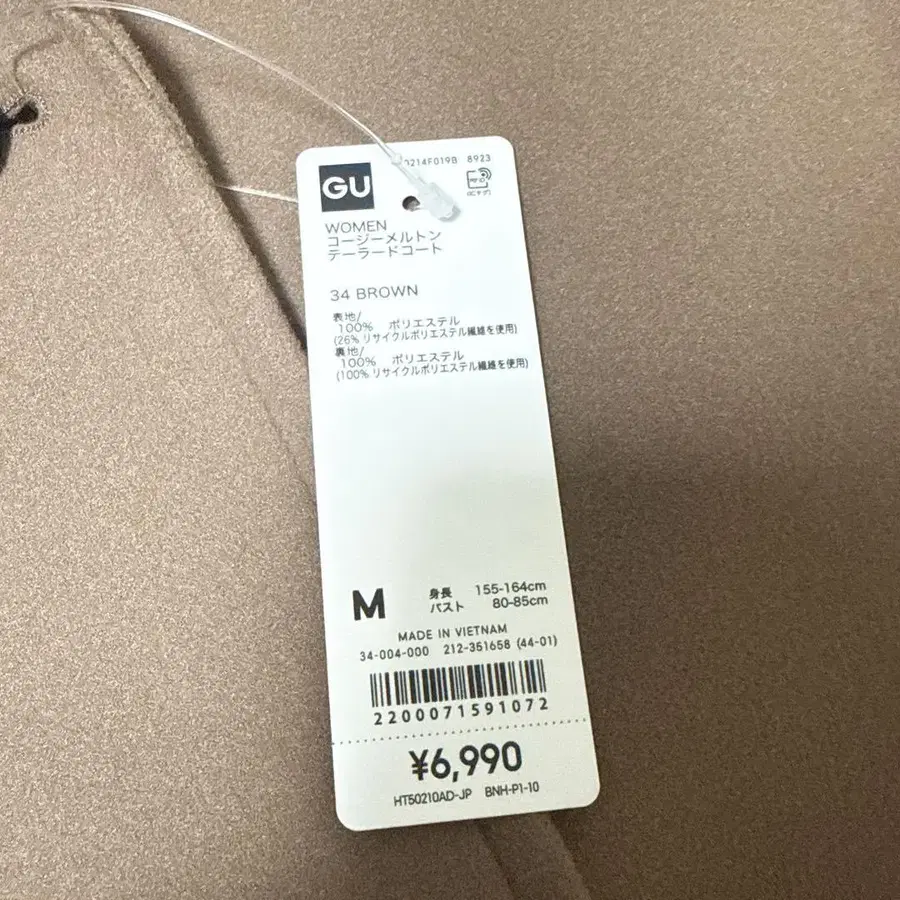 0214F019B 8923
GU
RFID
WOMEN
コージーメルトン
テーラードコート
34 BROWN
表地/
100% ポリエステル
(26% リサイクルポリエステル繊維を使用)
裏地/
100% ポリエステル
(100% リサイクルポリエステル繊維を使用)
M 身長 155-164cm
バスト 80-85cm
MADE IN VIETNAM
34-004-000 212-351658 (44-01)
2200071591072
¥6,990
HT50210AD-JP BNH-P1-10